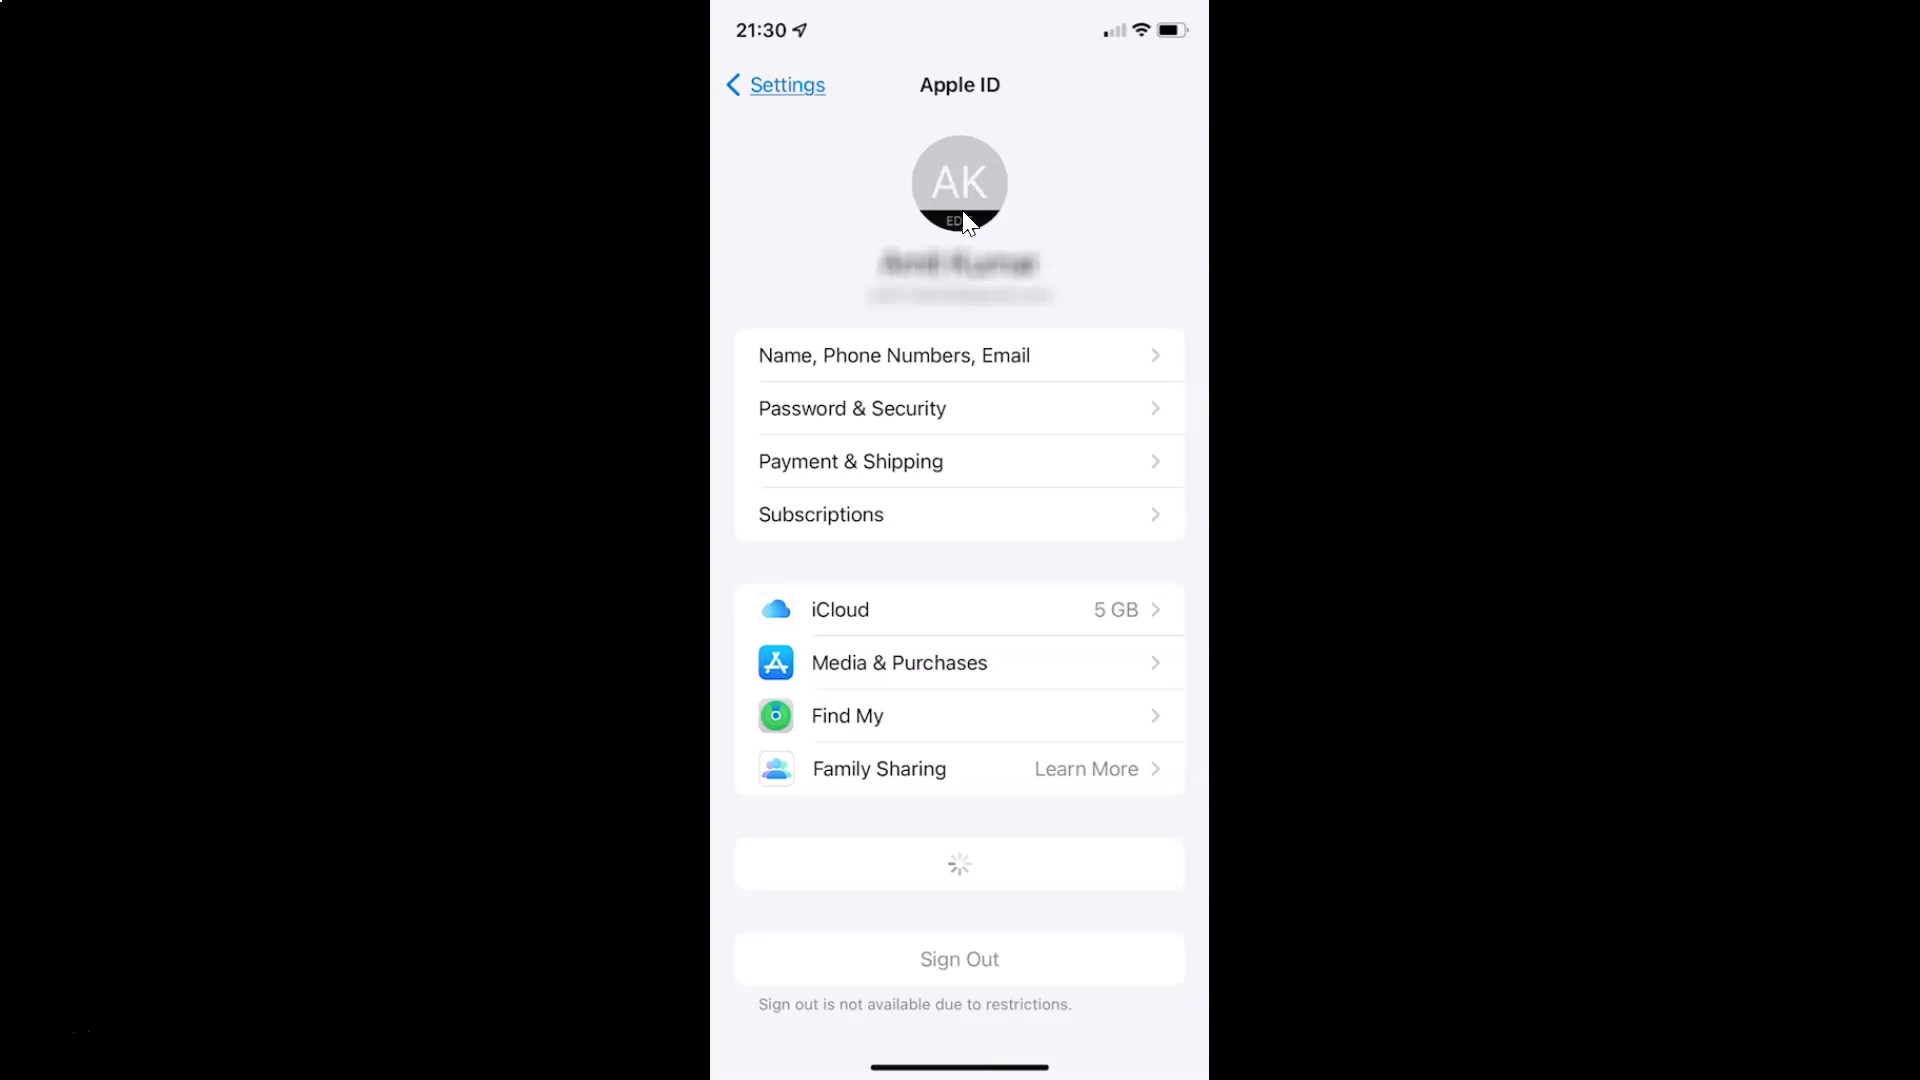 21:30
Settings
Apple ID
AK
Name, Phone Numbers, Email
Password & Security
Payment & Shipping
Subscriptions
iCloud 5 GB
Media & Purchases
Find My
Family Sharing Learn More
Sign Out
Sign out is not available due to restrictions.